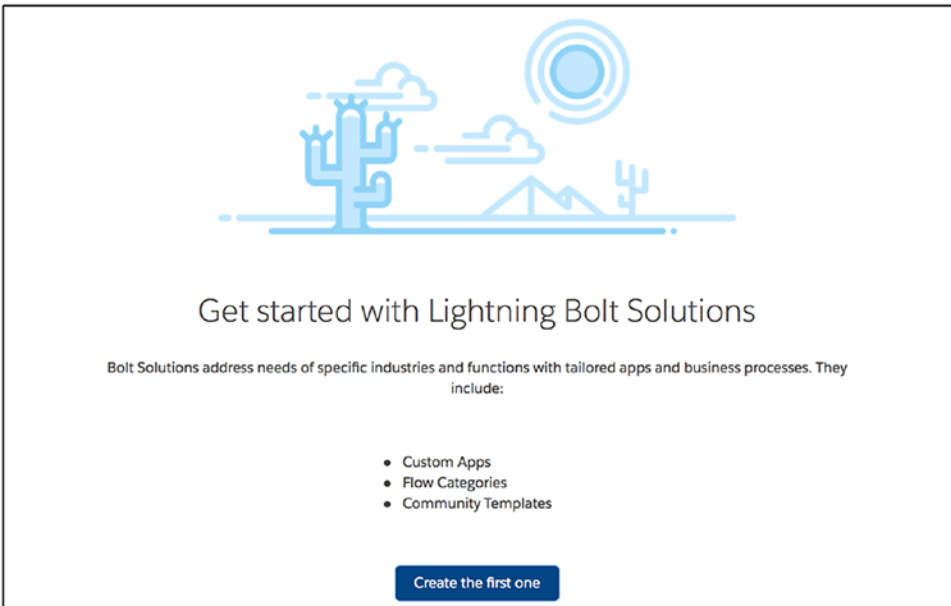 Get started with Lightning Bolt Solutions
Bolt Solutions address needs of specific industries and functions with tailored apps and business processes. They
include:
• Custom Apps
• Flow Categories
• Community Templates
Create the first one